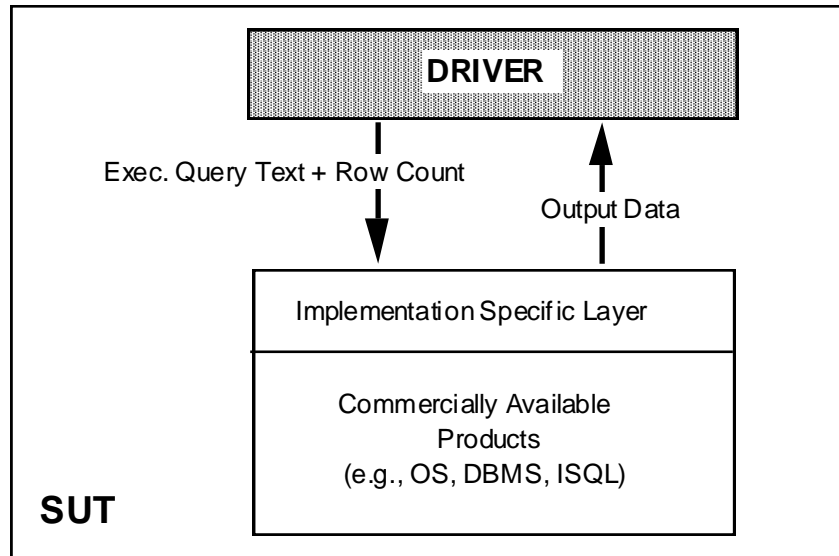 DRIVER
Exec. Query Text + Row Count
Output Data
Implementation Specific Layer
Commercially Available
Products
(e.g., OS, DBMS, ISQL)
SUT